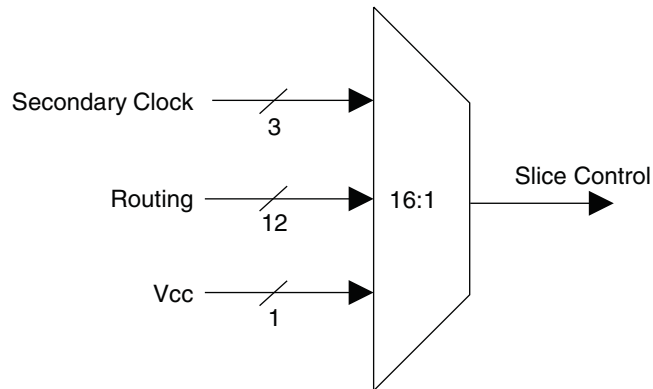 Secondary Clock
3
Routing
12
16:1
Slice Control
Vcc
1